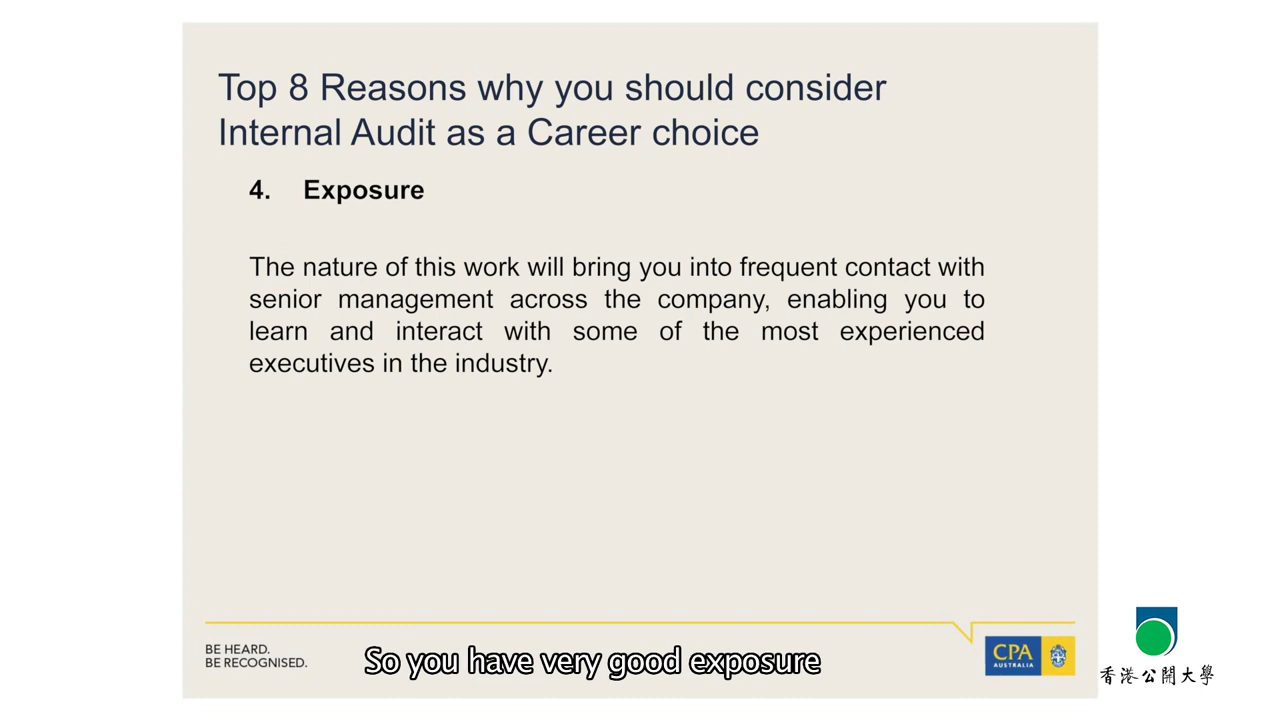 Top 8 Reasons why you should consider
Internal Audit as a Career choice
4. Exposure
The nature of this work will bring you into frequent contact with
senior management across the company, enabling you to
learn and interact with some of the most experienced
executives in the industry.
BE HEARD.
BE RECOGNISED.
So you have very good exposure
CPA
AUSTRALIA
香港公開大學